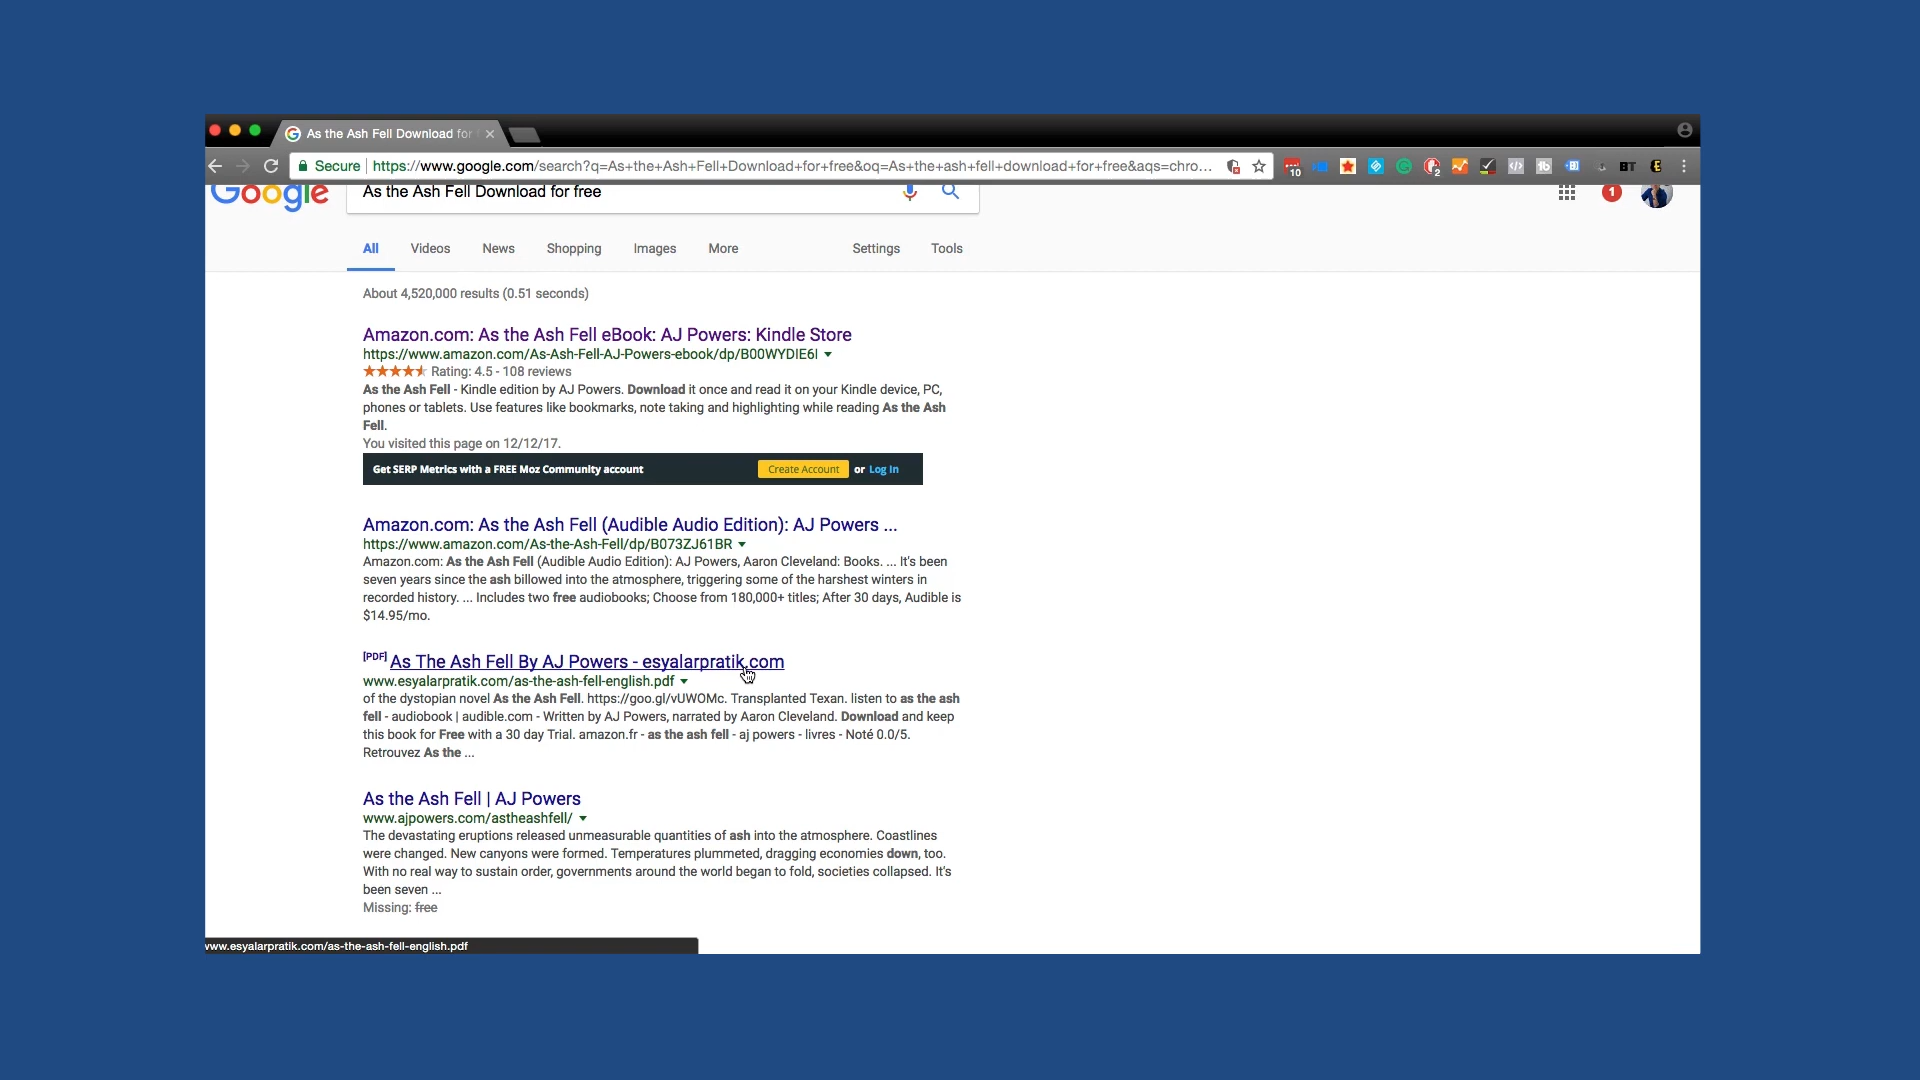 As the Ash Fell Download for
Secure https://www.google.com/search?q=As+the+Ash+Fell+Download+for+free&oq=As+the+ash+fell+download+for+free&aqs=chro...
10
2
BT
Google As the Ash Fell Download for free
1
All Videos News Shopping Images More Settings Tools
About 4,520,000 results (0.51 seconds)
Amazon.com: As the Ash Fell eBook: AJ Powers: Kindle Store
https://www.amazon.com/As-Ash-Fell-AJ-Powers-ebook/dp/B00WYDIE6I
Rating: 4.5 - 108 reviews
As the Ash Fell - Kindle edition by AJ Powers. Download it once and read it on your Kindle device, PC,
phones or tablets. Use features like bookmarks, note taking and highlighting while reading As the Ash
Fell.
You visited this page on 12/12/17.
Get SERP Metrics with a FREE Moz Community account Create Account or Log In
Amazon.com: As the Ash Fell (Audible Audio Edition): AJ Powers ...
https://www.amazon.com/As-the-Ash-Fell/dp/B073ZJ61BR
Amazon.com: As the Ash Fell (Audible Audio Edition): AJ Powers, Aaron Cleveland: Books. ... It's been
seven years since the ash billowed into the atmosphere, triggering some of the harshest winters in
recorded history. ... Includes two free audiobooks; Choose from 180,000+ titles; After 30 days, Audible is
$14.95/mo.
[PDF] As The Ash Fell By AJ Powers - esyalarpratik.com
www.esyalarpratik.com/as-the-ash-fell-english.pdf
of the dystopian novel As the Ash Fell. https://goo.gl/vUWOMc. Transplanted Texan. listen to as the ash
fell - audiobook | audible.com - Written by AJ Powers, narrated by Aaron Cleveland. Download and keep
this book for Free with a 30 day Trial. amazon.fr - as the ash fell - aj powers - livres - Noté 0.0/5.
Retrouvez As the ...
As the Ash Fell | AJ Powers
www.ajpowers.com/astheashfell/
The devastating eruptions released unmeasurable quantities of ash into the atmosphere. Coastlines
were changed. New canyons were formed. Temperatures plummeted, dragging economies down, too.
With no real way to sustain order, governments around the world began to fold, societies collapsed. It's
been seven ...
Missing: free
www.esyalarpratik.com/as-the-ash-fell-english.pdf